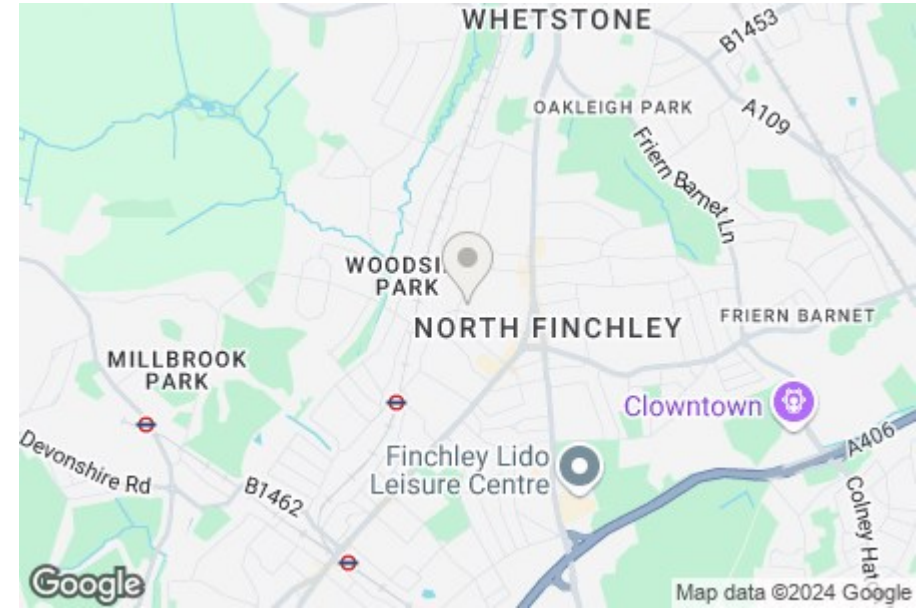 WHETSTONE
B1453
OAKLEIGH PARK
A109
Friern Barnet Ln
WOODSI
PARK
NORTH FINCHLEY
FRIERN BARNET
MILLBROOK
PARK
Clowntown
A406
Devonshire Rd
Finchley Lido
Leisure Centre
B1462
Colney Hat
Google
Map data ©2024 Google